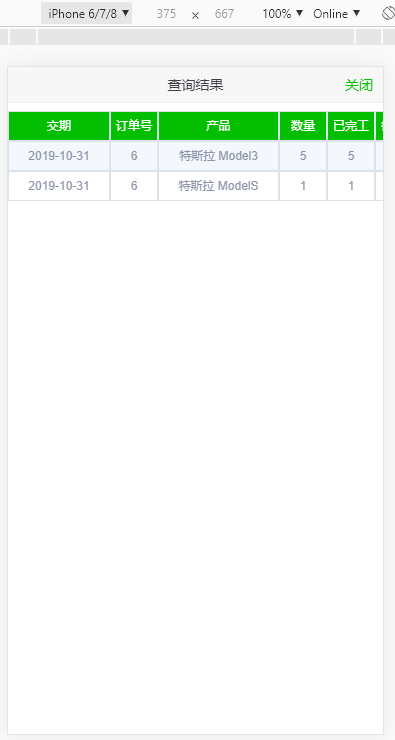 iPhone 6/7/8 ▼ 375 × 667 100% ▼ Online ▼
查询结果 关闭
交期 订单号 产品 数量 已完工
2019-10-31 6 特斯拉 Model3 5 5
2019-10-31 6 特斯拉 ModelS 1 1